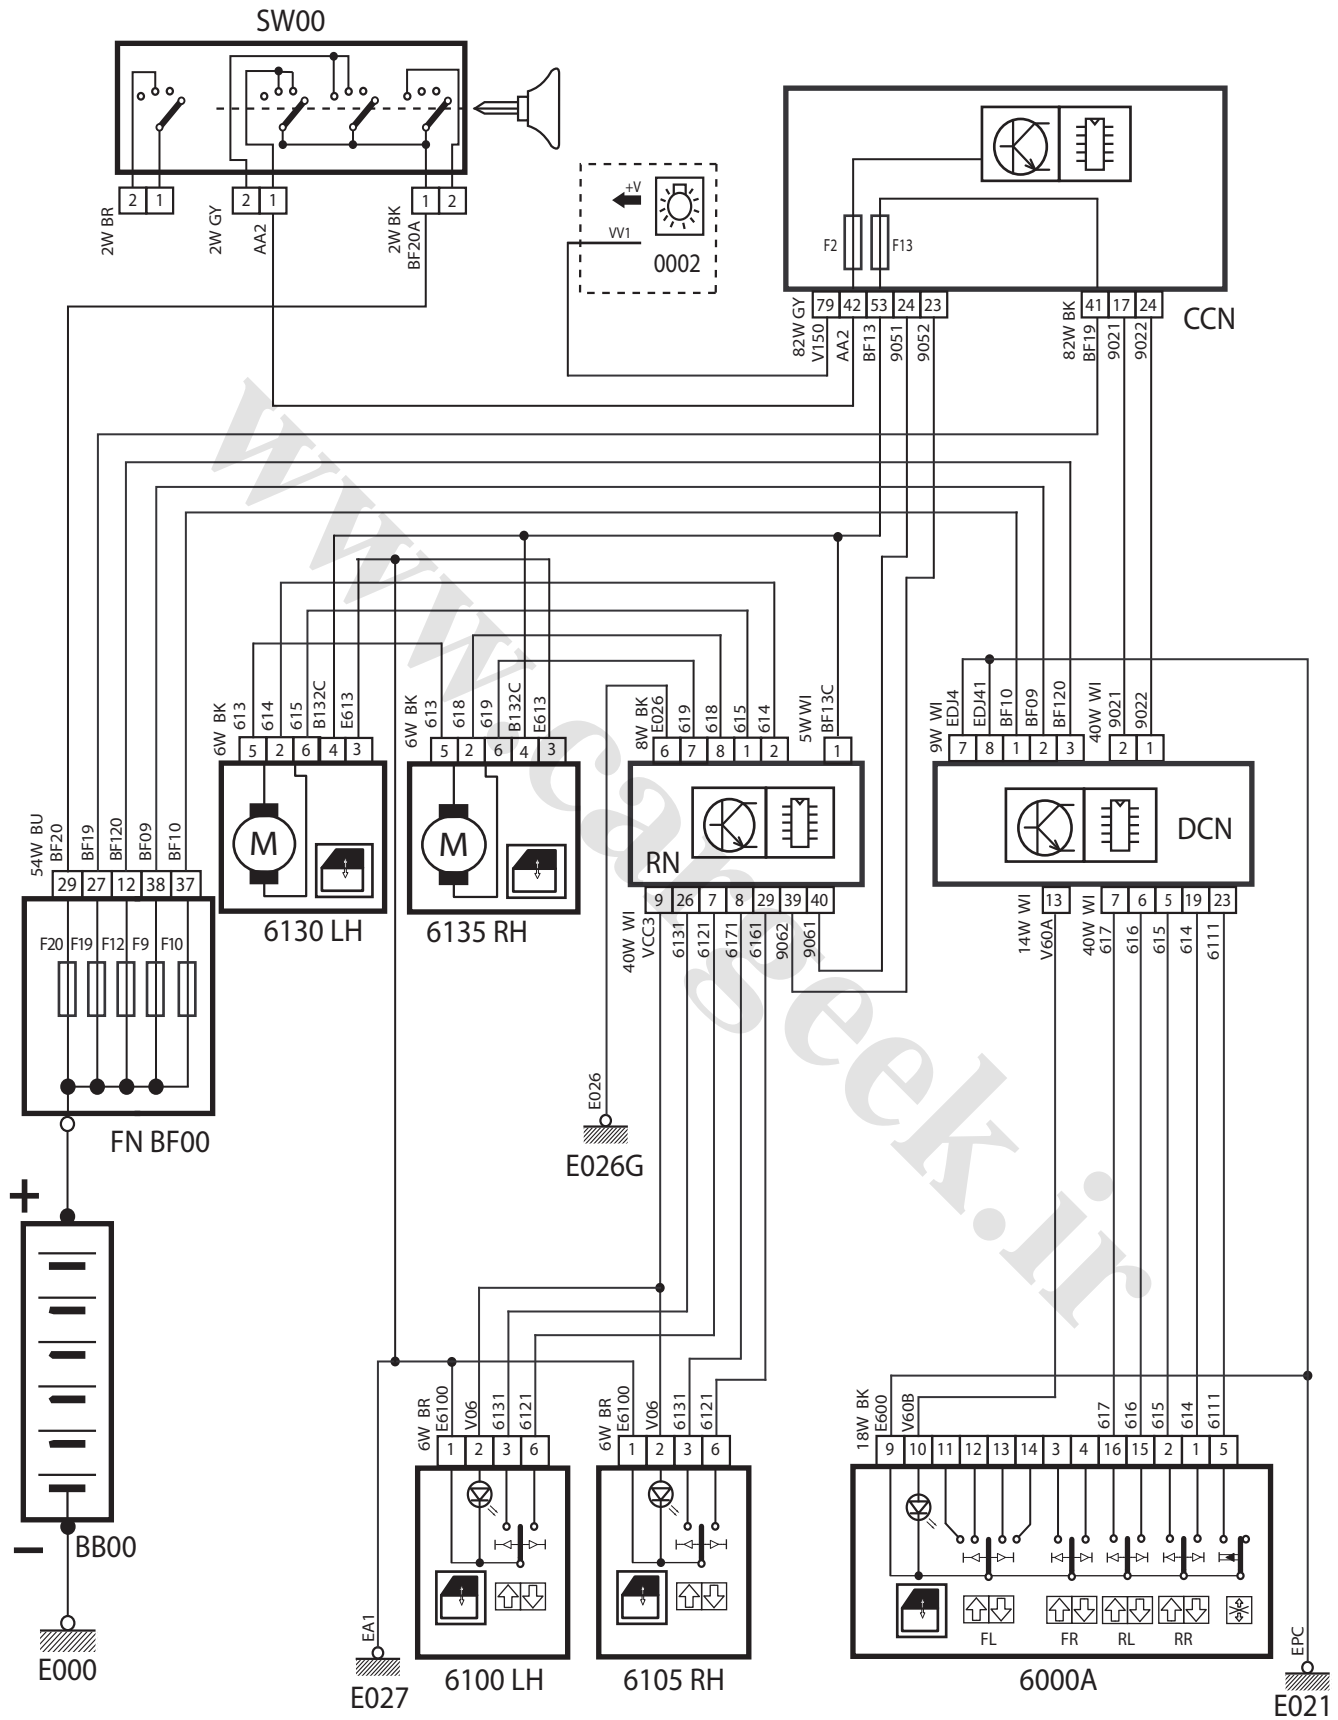 SW00
2 1
2 1
1 2
2W BR
2W GY
AA2
2W BK
BF20A
+V
VV1
0002
F2
F13
79 42 53 24 23
41 17 24
82W GY
V150
AA2
BF13
9051
9052
82W BK
BF19
9021
9022
CCN
6W BK
613
614
615
B132C
E613
5 2 6 4 3
M
6130 LH
6W BK
613
618
619
B132C
E613
5 2 6 4 3
M
6135 RH
8W BK
E026
619
618
615
614
6 7 8 1 2
5W WI
BF13C
1
RN
9 26 7 8 29 39 40
40W WI
VCC3
6131
6121
6171
6161
9062
9061
9W WI
EDJ4
EDJ41
BF10
BF09
BF120
7 8 1 2 3
40W WI
9021
9022
2 1
DCN
13
7 6 5 19 23
14W WI
V60A
40W WI
617
616
615
614
6111
54W BU
BF20
BF19
BF120
BF09
BF10
29 27 12 38 37
F20 F19 F12 F9 F10
FN BF00
E026
E026G
+
−
BB00
E000
EA1
E027
6W BR
E6100
V06
6131
6121
1 2 3 6
6100 LH
6W BR
E6100
V06
6131
6121
1 2 3 6
6105 RH
18W BK
E600
V60B
617
616
615
614
6111
9 10 11 12 13 14 3 4 16 15 2 1 5
FL FR RL RR
6000A
EPC
E021
www.cargeek.ir